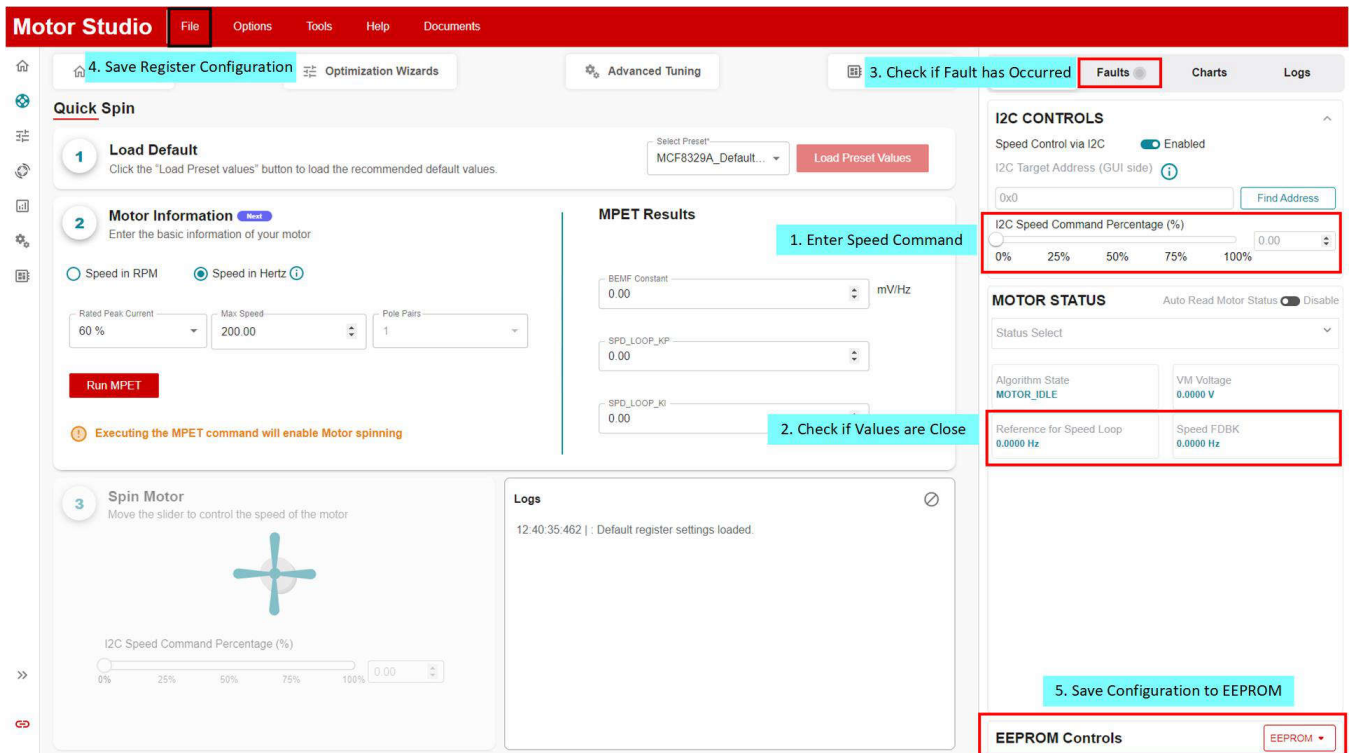 Motor Studio
File
Options
Tools
Help
Documents
4. Save Register Configuration
Optimization Wizards
Advanced Tuning
3. Check if Fault has Occurred
Faults
Charts
Logs
Quick Spin
1
Load Default
Click the "Load Preset values" button to load the recommended default values.
Select Preset*
MCF8329A_Default...
Load Preset Values
2
Motor Information
Next
Enter the basic information of your motor
Speed in RPM
Speed in Hertz
Rated Peak Current
60 %
Max Speed
200.00
Pole Pairs
1
Run MPET
Executing the MPET command will enable Motor spinning
MPET Results
BEMF Constant
0.00
mV/Hz
SPD_LOOP_KP
0.00
SPD_LOOP_KI
0.00
3
Spin Motor
Move the slider to control the speed of the motor
I2C Speed Command Percentage (%)
0.00
0%
25%
50%
75%
100%
Logs
12:40:35:462 | : Default register settings loaded.
I2C CONTROLS
Speed Control via I2C
Enabled
I2C Target Address (GUI side)
0x0
Find Address
1. Enter Speed Command
I2C Speed Command Percentage (%)
0.00
0%
25%
50%
75%
100%
MOTOR STATUS
Auto Read Motor Status
Disable
Status Select
Algorithm State
MOTOR_IDLE
VM Voltage
0.0000 V
2. Check if Values are Close
Reference for Speed Loop
0.0000 Hz
Speed FDBK
0.0000 Hz
5. Save Configuration to EEPROM
EEPROM Controls
EEPROM